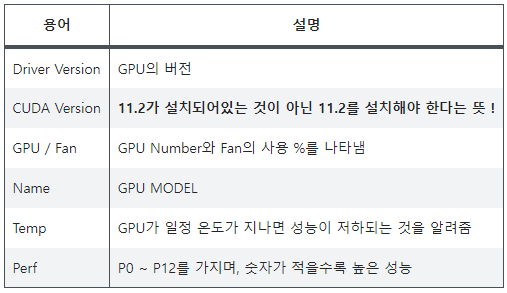 용어 설명
Driver Version GPU의 버전
CUDA Version 11.2가 설치되어있는 것이 아닌 11.2를 설치해야 한다는 뜻 !
GPU / Fan GPU Number와 Fan의 사용 %를 나타냄
Name GPU MODEL
Temp GPU가 일정 온도가 지나면 성능이 저하되는 것을 알려줌
Perf P0 ~ P12를 가지며, 숫자가 적을수록 높은 성능